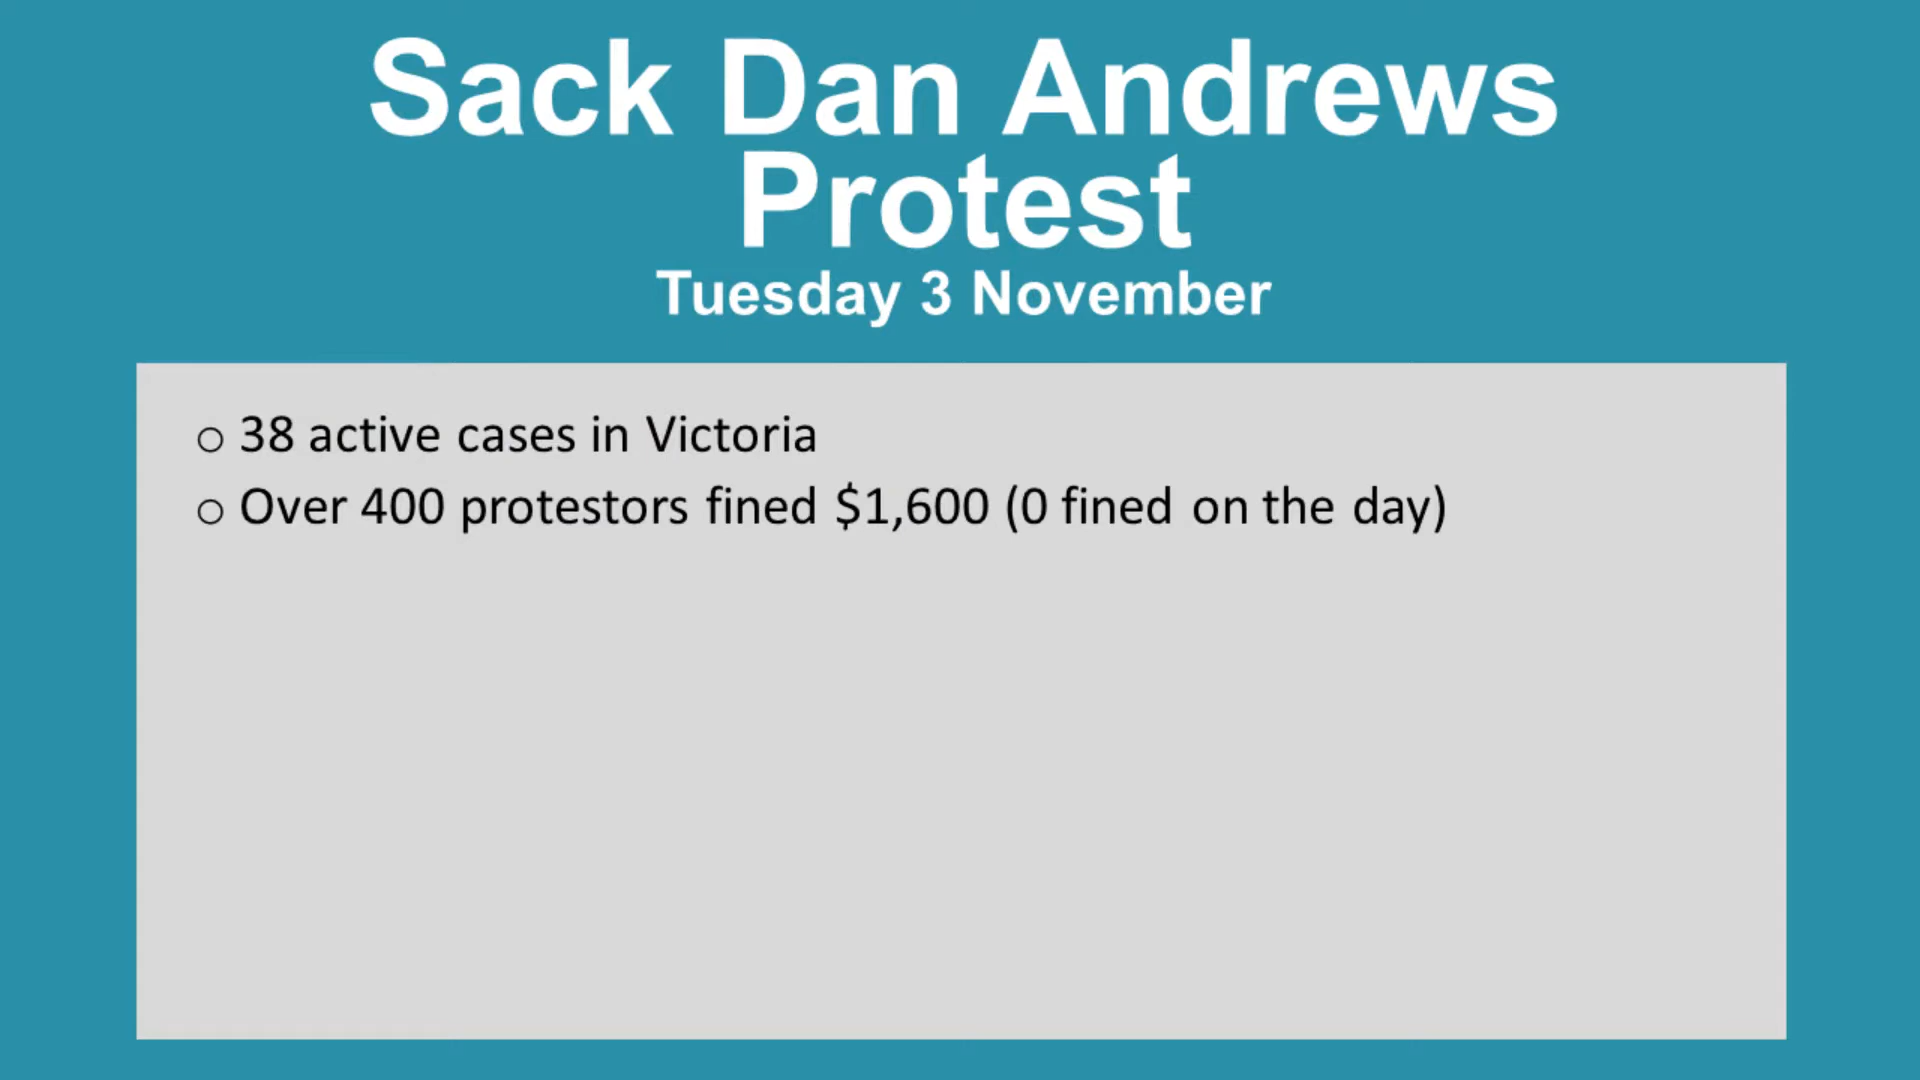 Sack Dan Andrews
Protest
Tuesday 3 November
o 38 active cases in Victoria
o Over 400 protestors fined $1,600 (0 fined on the day)